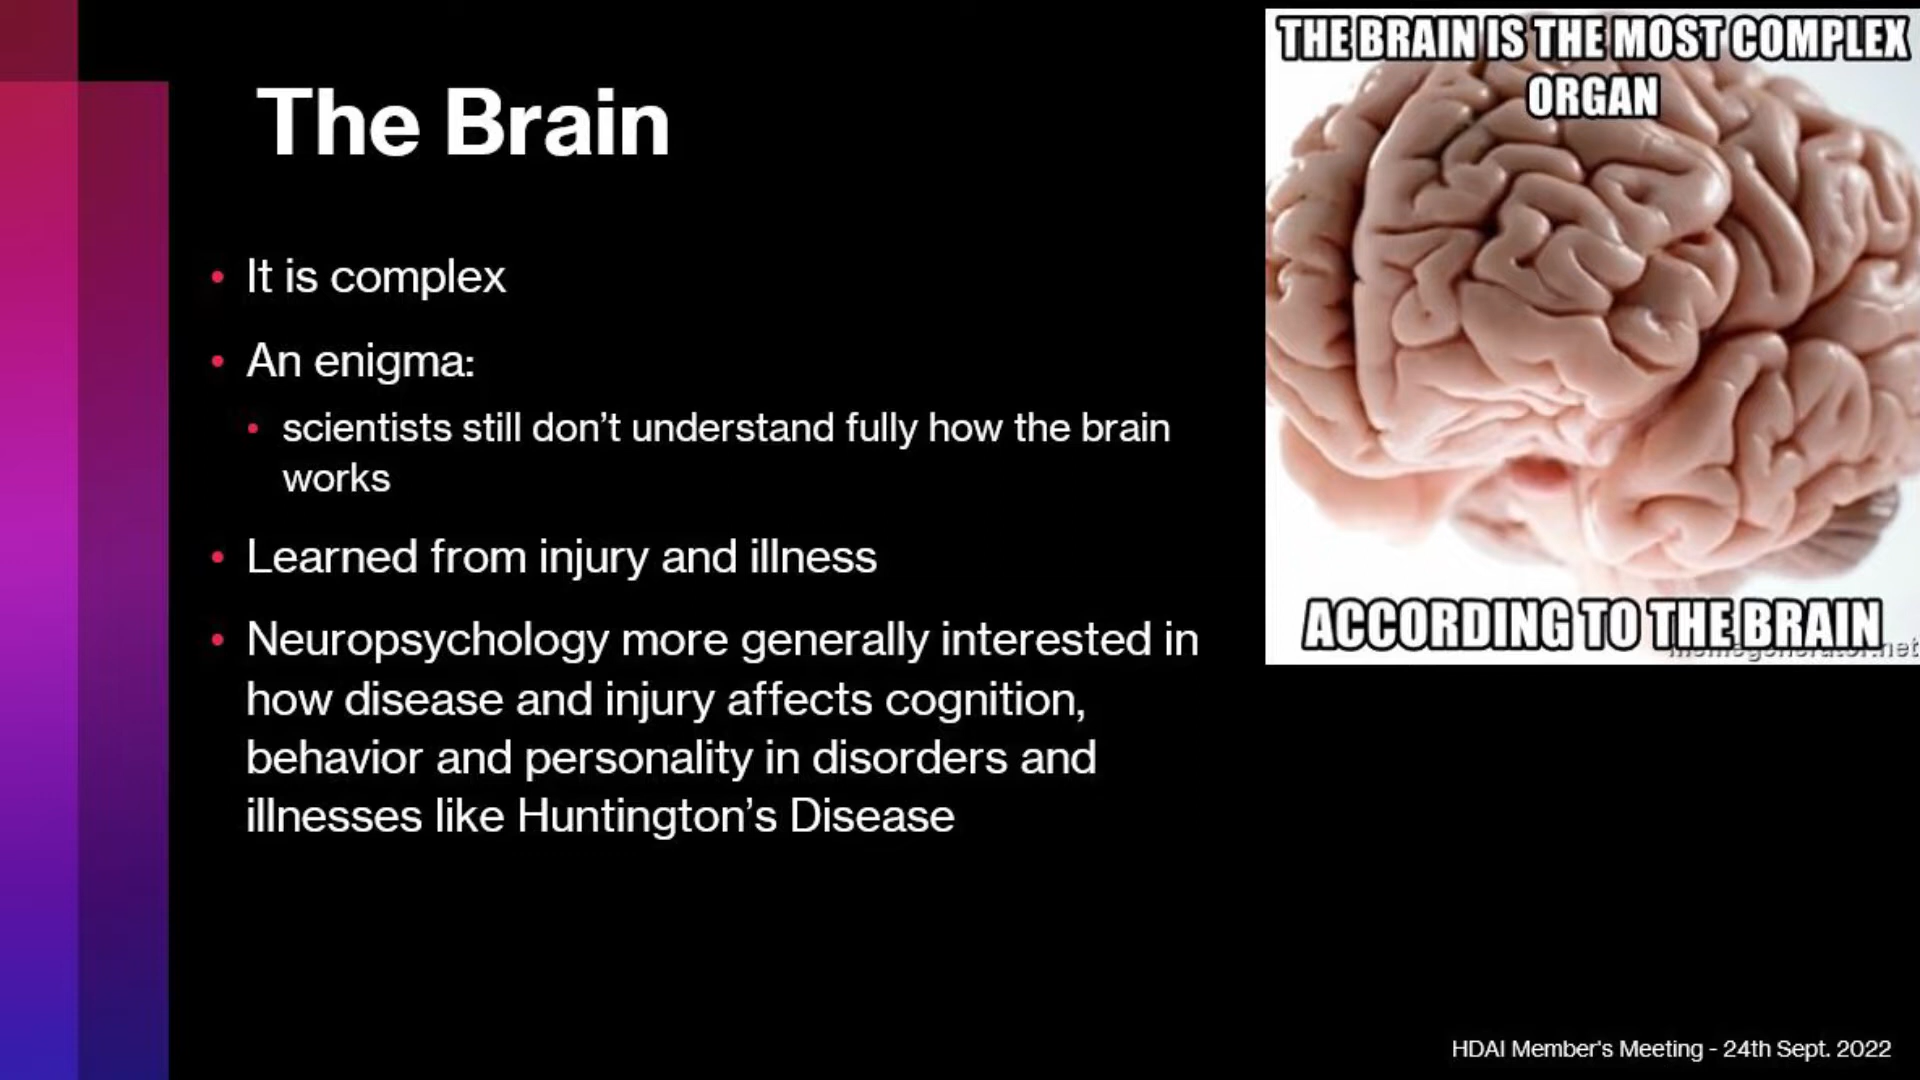 The Brain
• It is complex
• An enigma:
• scientists still don’t understand fully how the brain
works
• Learned from injury and illness
• Neuropsychology more generally interested in
how disease and injury affects cognition,
behavior and personality in disorders and
illnesses like Huntington’s Disease
THE BRAIN IS THE MOST COMPLEX
ORGAN
ACCORDING TO THE BRAIN
HDAI Member's Meeting - 24th Sept. 2022